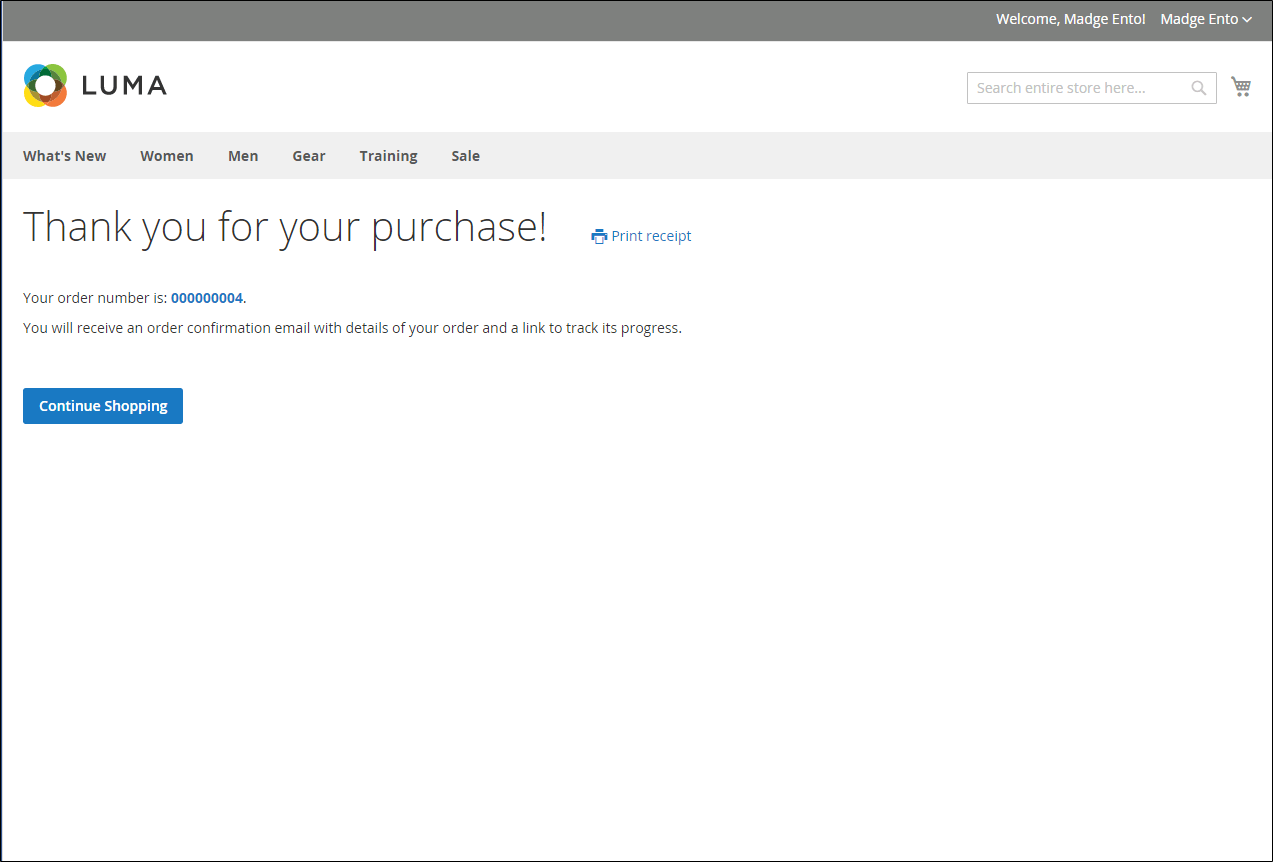 Welcome, Madge Ento! Madge Ento
LUMA
Search entire store here...
What's New Women Men Gear Training Sale
Thank you for your purchase! Print receipt
Your order number is: 000000004.
You will receive an order confirmation email with details of your order and a link to track its progress.
Continue Shopping